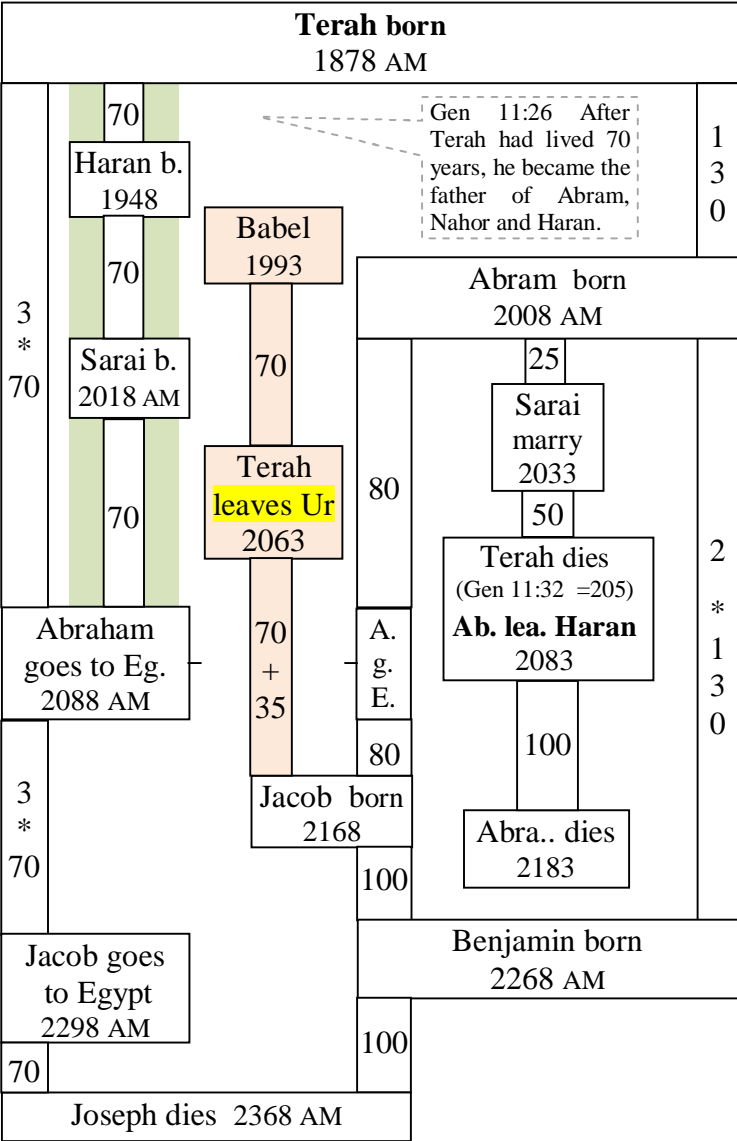 Terah born
1878 AM
70
Gen 11:26 After
Terah had lived 70
years, he became the
father of Abram,
Nahor and Haran.
1
3
0
Haran b.
1948
Babel
1993
70
Abram born
2008 AM
3
*
70
Sarai b.
2018 AM
70
25
Sarai
marry
2033
80
Terah
leaves Ur
2063
70
50
Terah dies
(Gen 11:32 =205)
Ab. lea. Haran
2083
2
*
1
3
0
Abraham
goes to Eg.
2088 AM
70
+
35
A.
g.
E.
80
100
Jacob born
2168
3
*
70
Abra.. dies
2183
100
Benjamin born
2268 AM
Jacob goes
to Egypt
2298 AM
100
70
Joseph dies 2368 AM